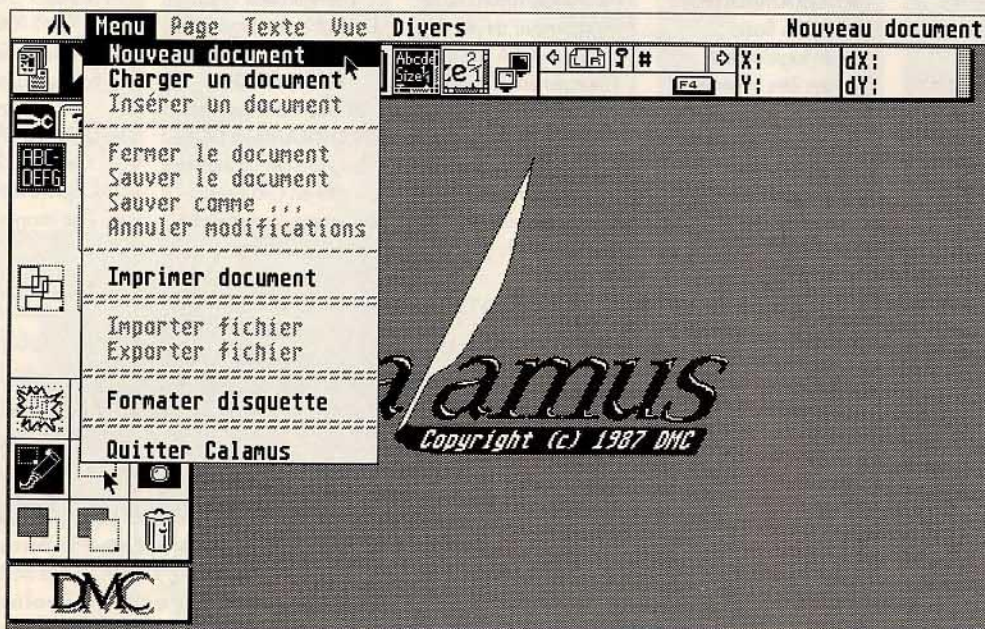 Menu Page Texte Vue Divers Nouveau document
Nouveau document
Charger un document
Insérer un document
Fermer le document
Sauver le document
Sauver comme ...
Annuler modifications
Imprimer document
Importer fichier
Exporter fichier
Formater disquette
Quitter Calamus
Abcde
Size
L R
#
F4
X:
Y:
dX:
dY:
ABC-
DEFG
alamus
Copyright (c) 1987 DMC
DMC